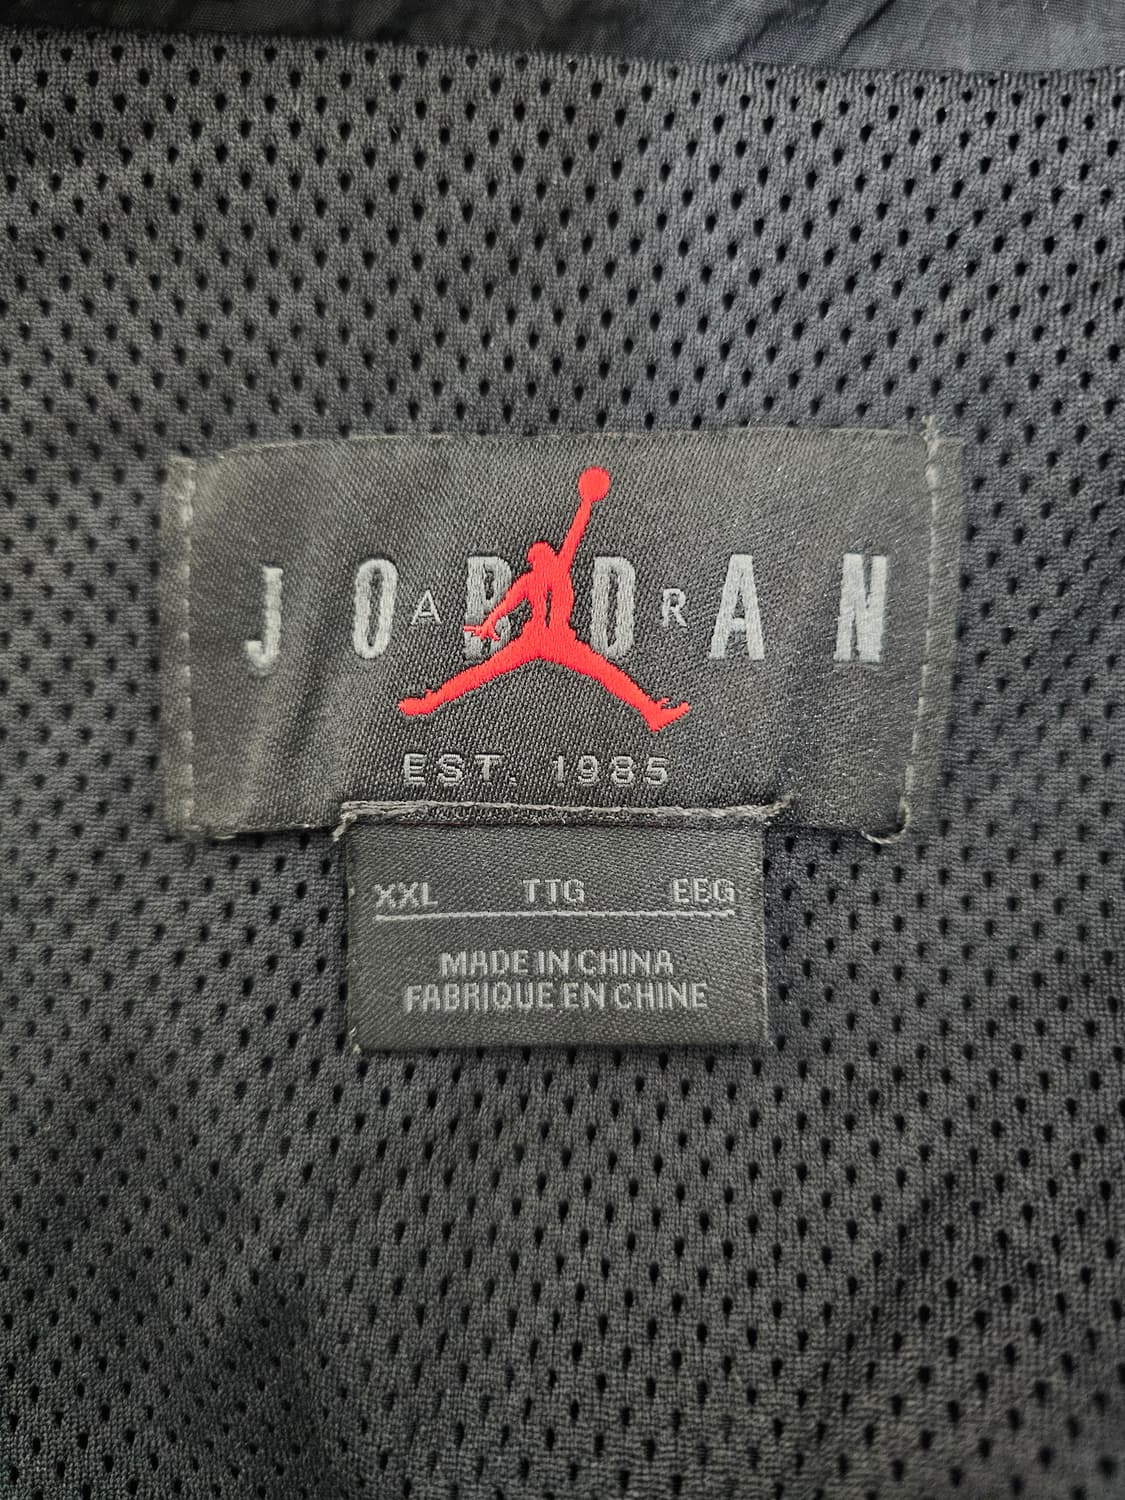 JORDAN
AIR
EST. 1985
XXL TTG EEG
MADE IN CHINA
FABRIQUE EN CHINE